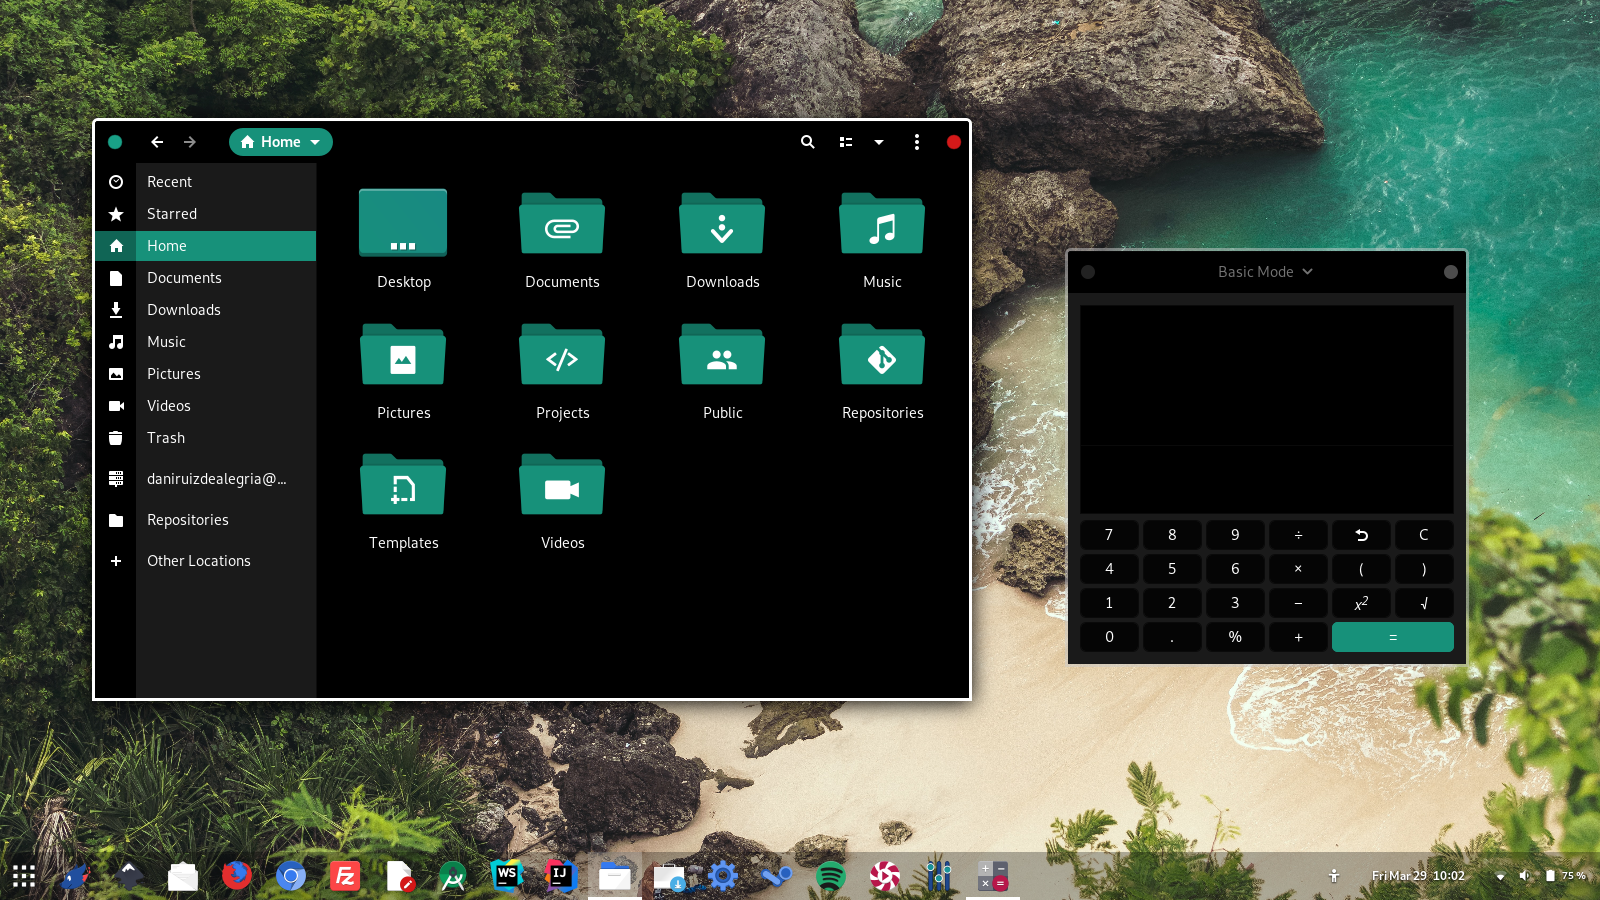 Home
Recent
Starred
Home
Documents
Downloads
Music
Pictures
Videos
Trash
daniruizdealegria@...
Repositories
Other Locations
Desktop Documents Downloads Music
Pictures Projects Public Repositories
Templates Videos
Basic Mode
7 8 9 ÷ C
4 5 6 × ( )
1 2 3 − x² √
0 . % + =
FZ WS IJ
Fri Mar 29 10:02 75 %